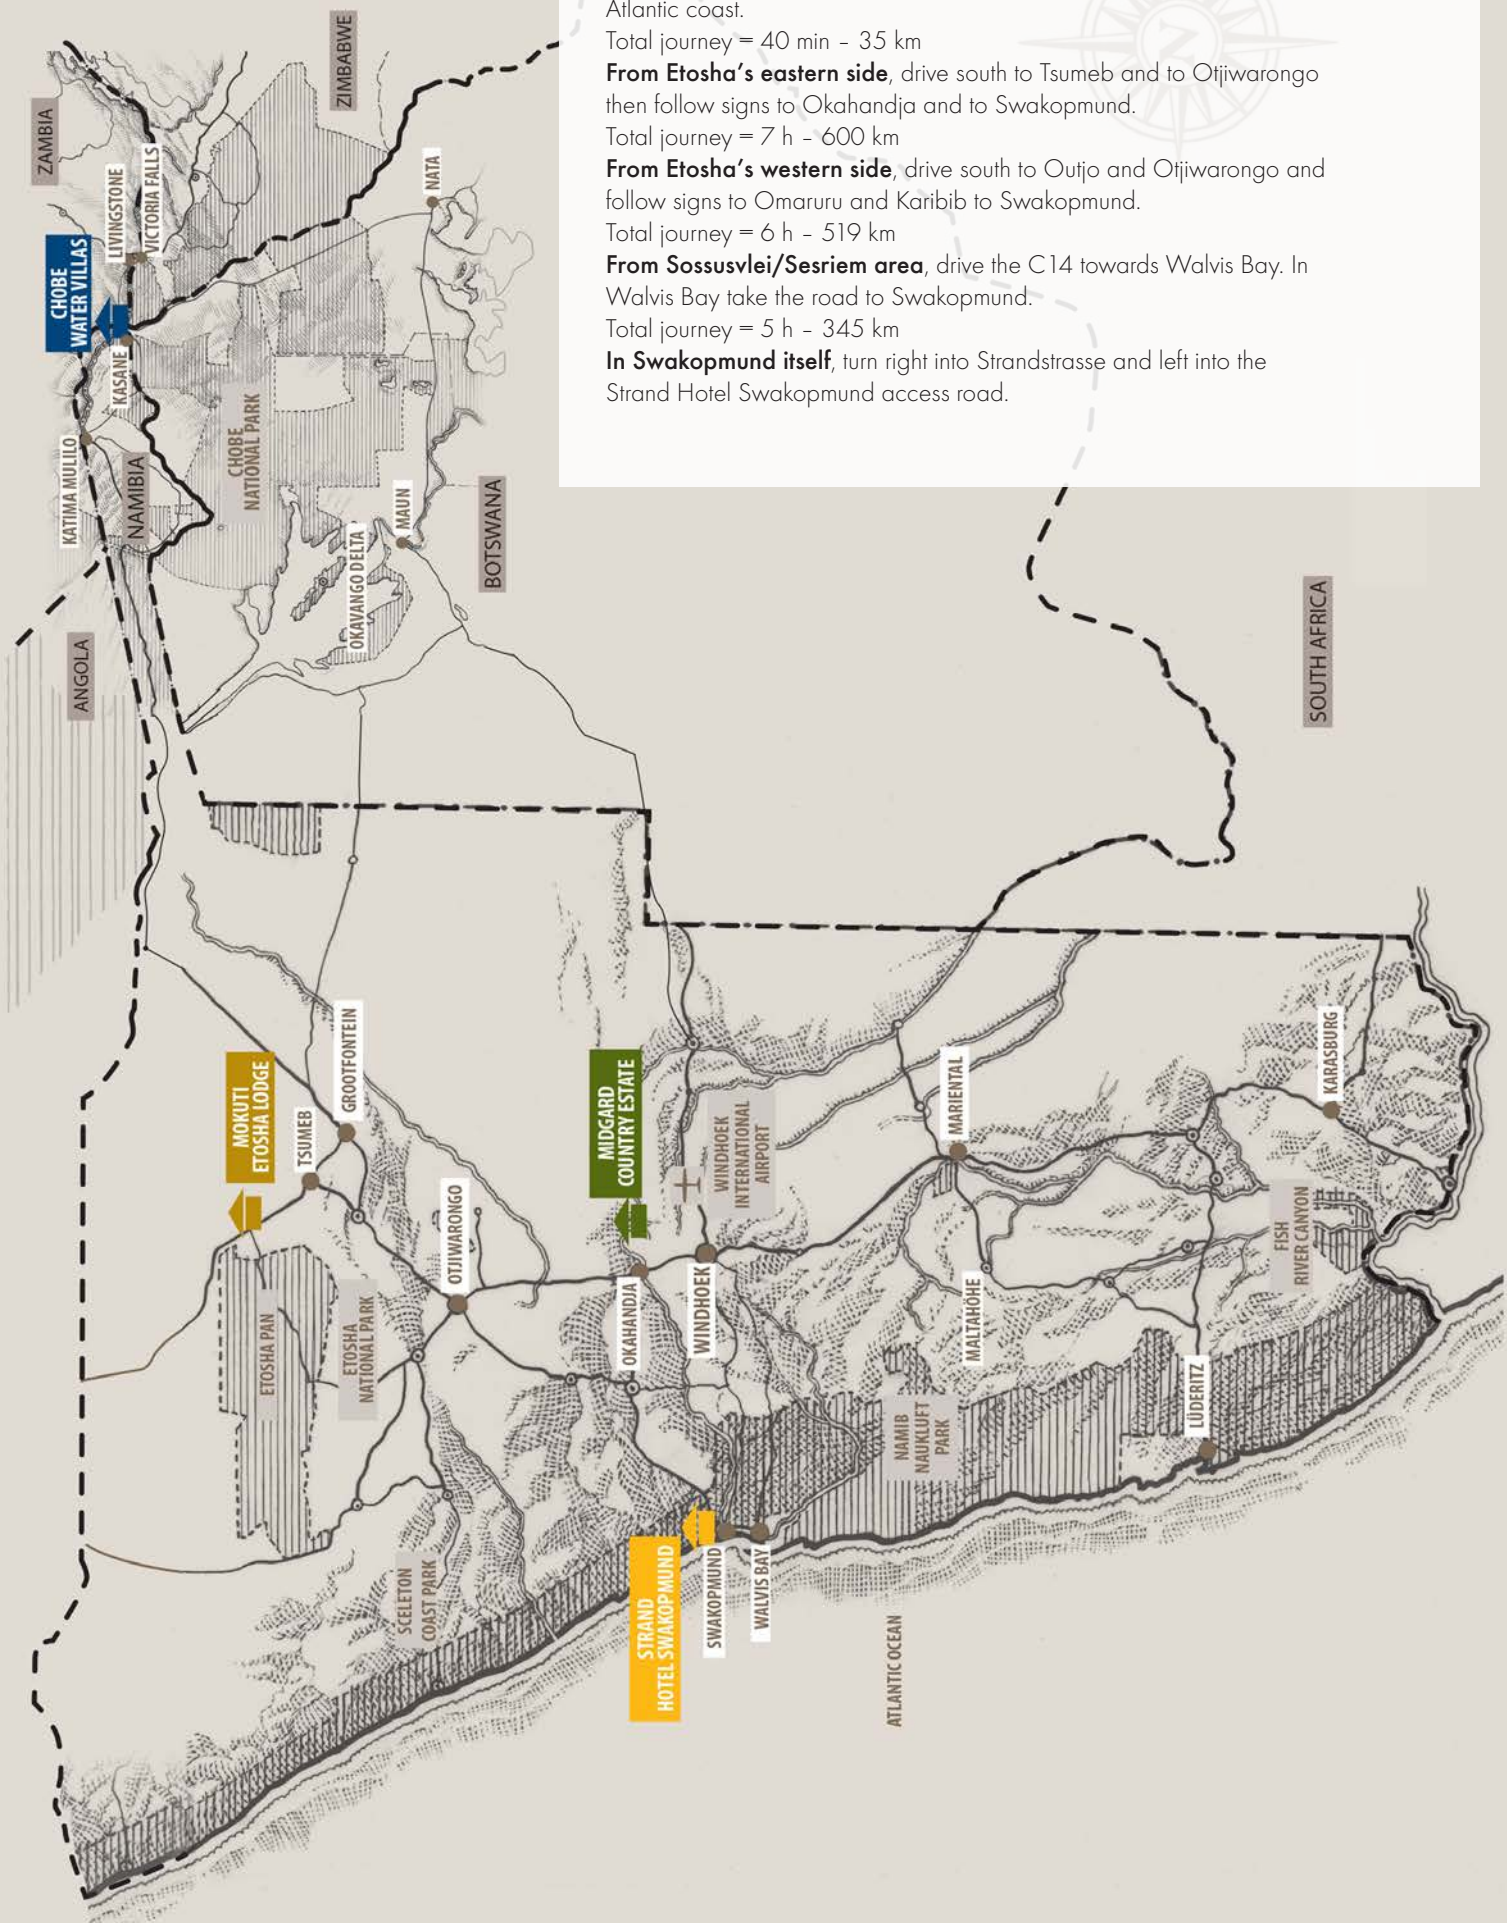 Atlantic coast.
Total journey = 40 min – 35 km
From Etosha's eastern side, drive south to Tsumeb and to Otjiwarongo
then follow signs to Okahandja and to Swakopmund.
Total journey = 7 h – 600 km
From Etosha's western side, drive south to Outjo and Otjiwarongo and
follow signs to Omaruru and Karibib to Swakopmund.
Total journey = 6 h – 519 km
From Sossusvlei/Sesriem area, drive the C14 towards Walvis Bay. In
Walvis Bay take the road to Swakopmund.
Total journey = 5 h – 345 km
In Swakopmund itself, turn right into Strandstrasse and left into the
Strand Hotel Swakopmund access road.
N
ZAMBIA
ZIMBABWE
LIVINGSTONE
VICTORIA FALLS
NATA
CHOBE
WATER VILLAS
KASANE
KATIMA MULILO
NAMIBIA
CHOBE
NATIONAL PARK
MAUN
OKAVANGO DELTA
BOTSWANA
ANGOLA
SOUTH AFRICA
MOKUTI
ETOSHA LODGE
TSUMEB
GROOTFONTEIN
ETOSHA PAN
ETOSHA
NATIONAL PARK
OTJIWARONGO
MIDGARD
COUNTRY ESTATE
OKAHANDJA
WINDHOEK
WINDHOEK
INTERNATIONAL
AIRPORT
MARIENTAL
MALTAHÖHE
KARASBURG
FISH
RIVER CANYON
LÜDERITZ
NAMIB
NAUKLUFT
PARK
SCELETON
COAST PARK
STRAND
HOTEL SWAKOPMUND
SWAKOPMUND
WALVIS BAY
ATLANTIC OCEAN